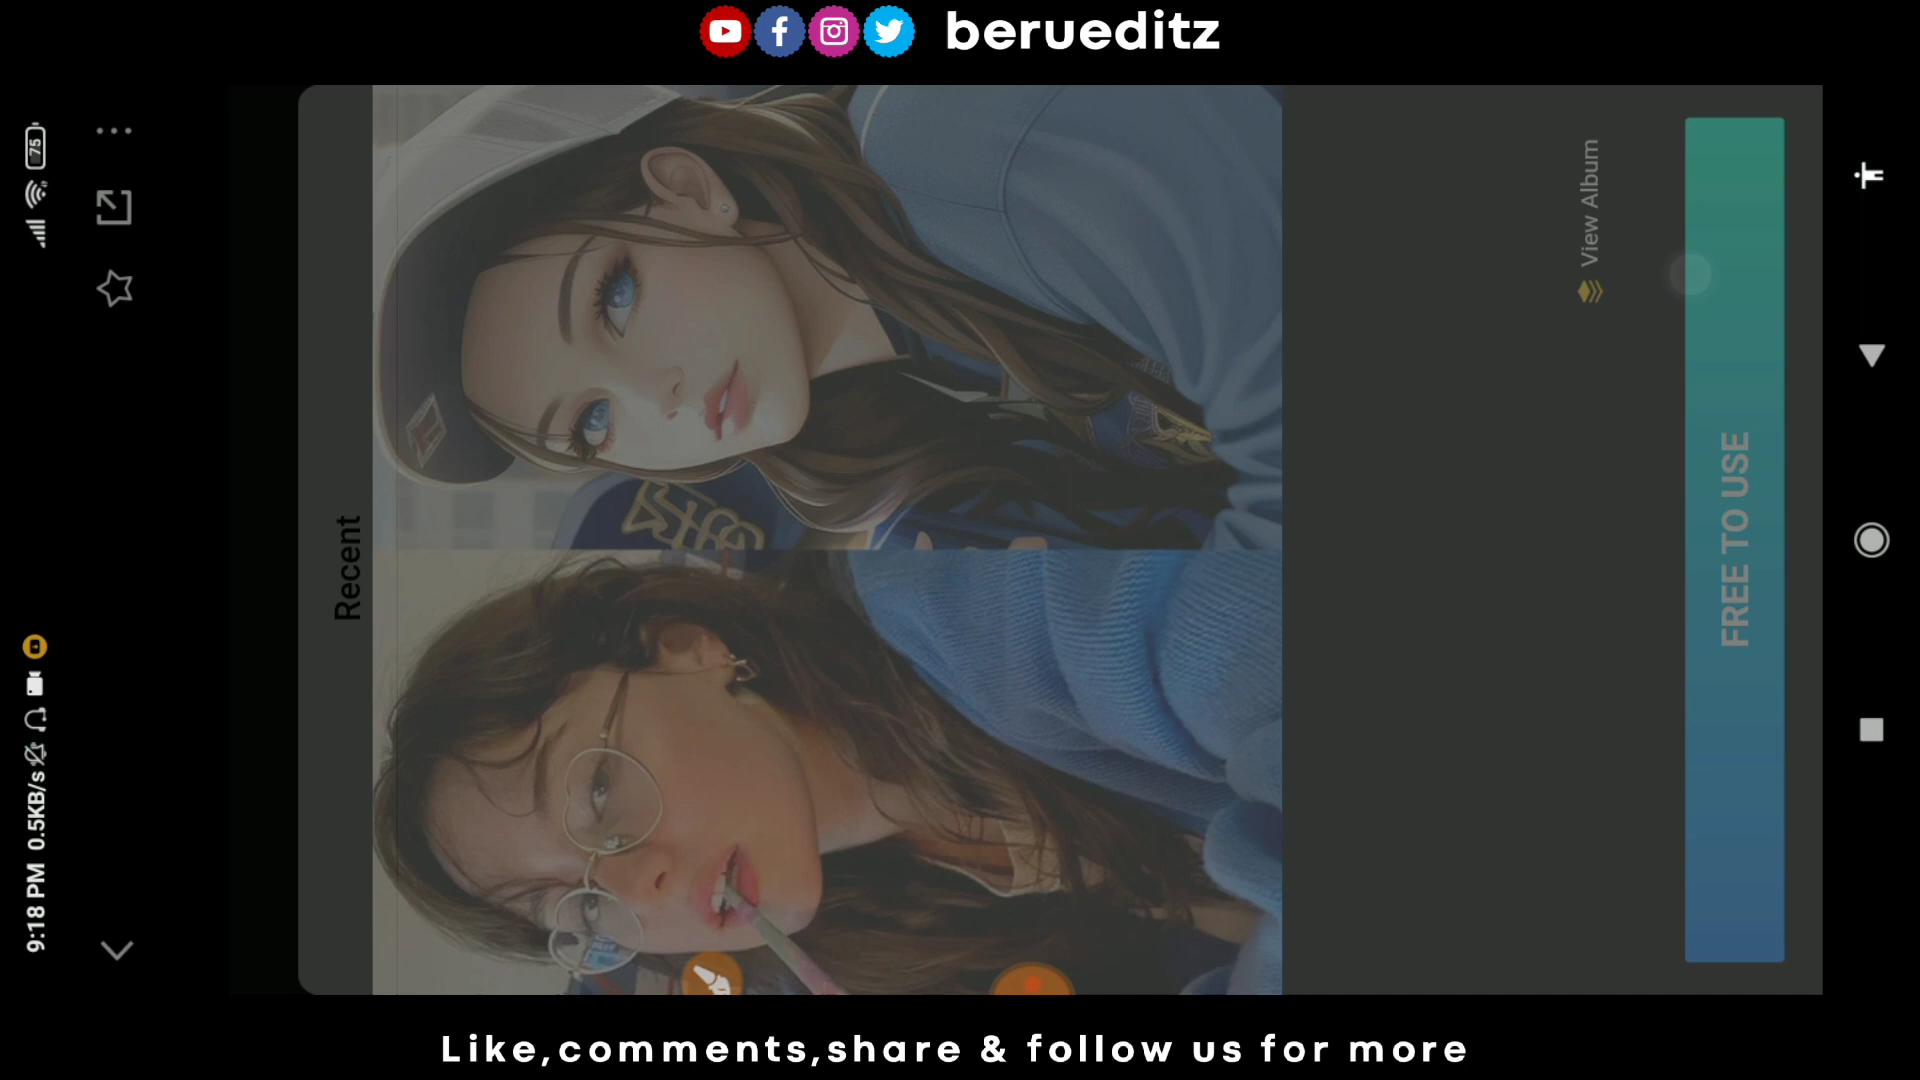 berueditz
75
9:18 PM 0.5KB/s
Recent
View Album
FREE TO USE
Like,comments,share & follow us for more